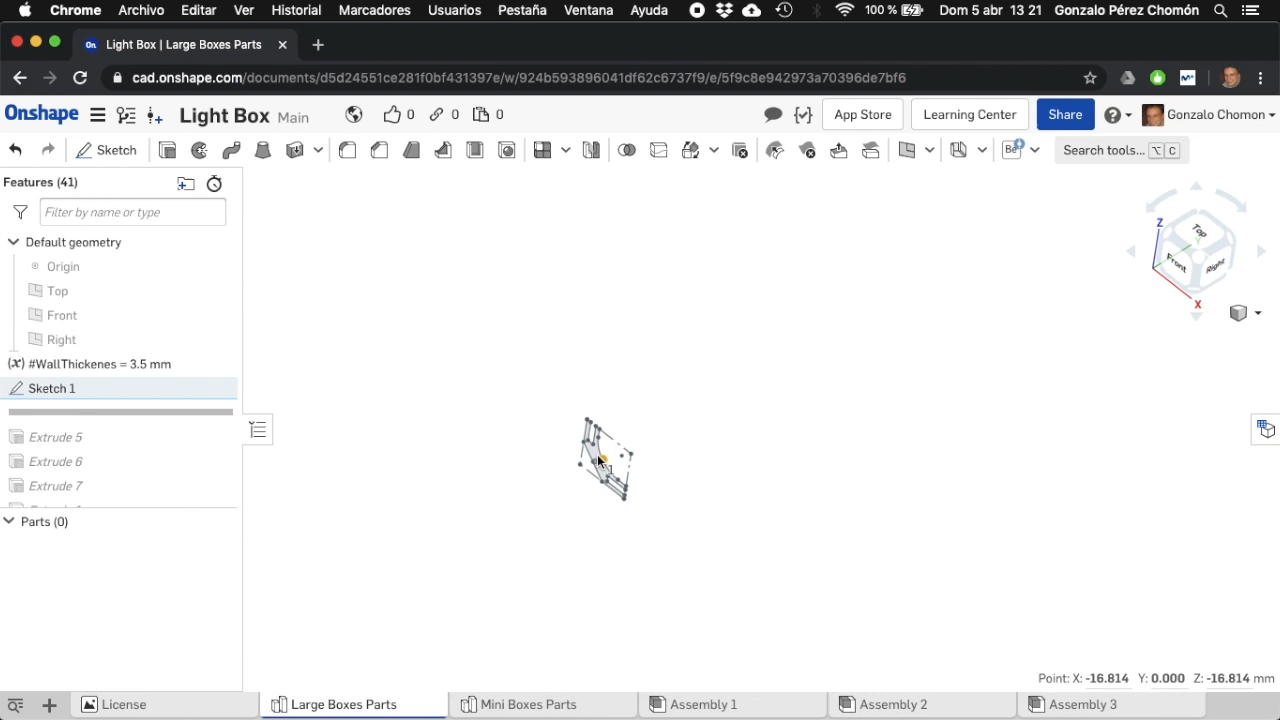 Chrome Archivo Editar Ver Historial Marcadores Usuarios Pestaña Ventana Ayuda 100 % Dom 5 abr 13 21 Gonzalo Pérez Chomón
On Light Box | Large Boxes Parts
cad.onshape.com/documents/d5d24551ce281f0bf431397e/w/924b593896041df62c6737f9/e/5f9c8e942973a70396de7bf6
Onshape Light Box Main 0 0 0 App Store Learning Center Share Gonzalo Chomon
Sketch Search tools... ⌥ C
Features (41)
Filter by name or type
Default geometry
Origin
Top
Front
Right
(x) #WallThickenes = 3.5 mm
Sketch 1
Extrude 5
Extrude 6
Extrude 7
Parts (0)
Z
Top
Front
Right
X
Point: X: -16.814 Y: 0.000 Z: -16.814 mm
License Large Boxes Parts Mini Boxes Parts Assembly 1 Assembly 2 Assembly 3